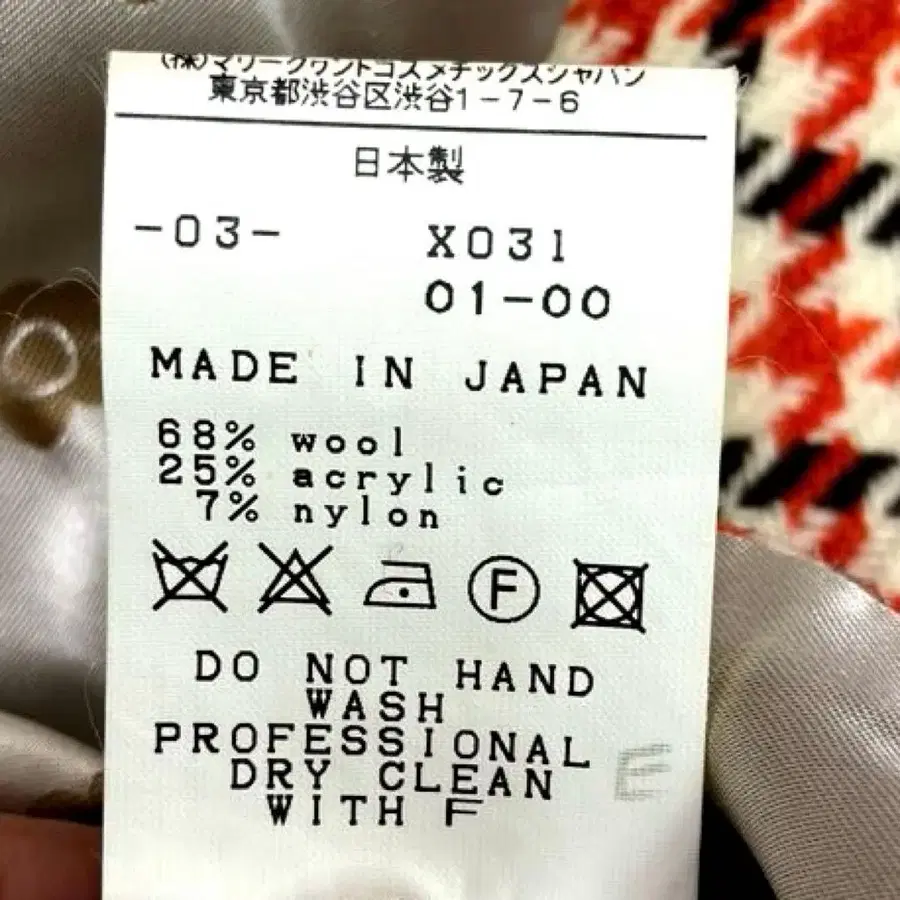 (株)マリークヮントコスメチックスジャパン
東京都渋谷区渋谷1-7-6
日本製
-03-
X031
01-00
MADE IN JAPAN
68% wool
25% acrylic
7% nylon
F
DO NOT HAND
WASH
PROFESSIONAL
DRY CLEAN
WITH F
E